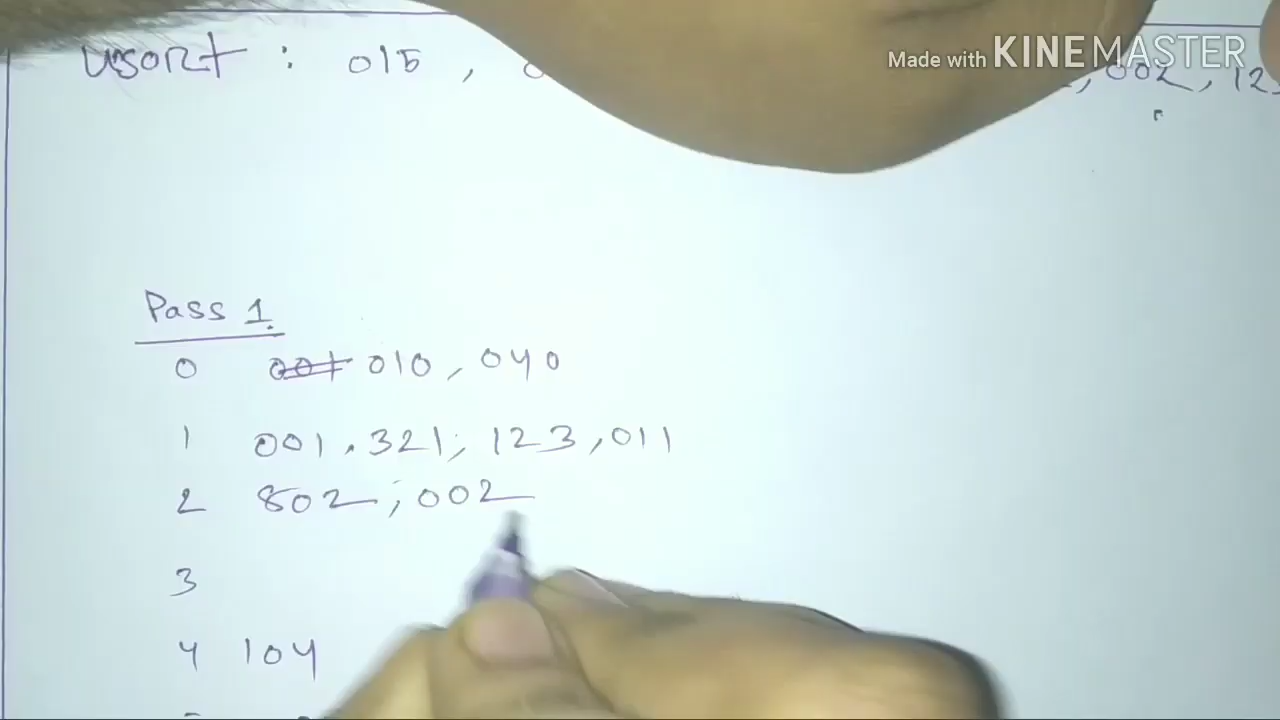 Made with KINEMASTER
usort : 015 , 0 , 002 , 12
Pass 1
0 001 010 , 040
1 001 , 321 , 123 , 011
2 802 , 002
3
4 104